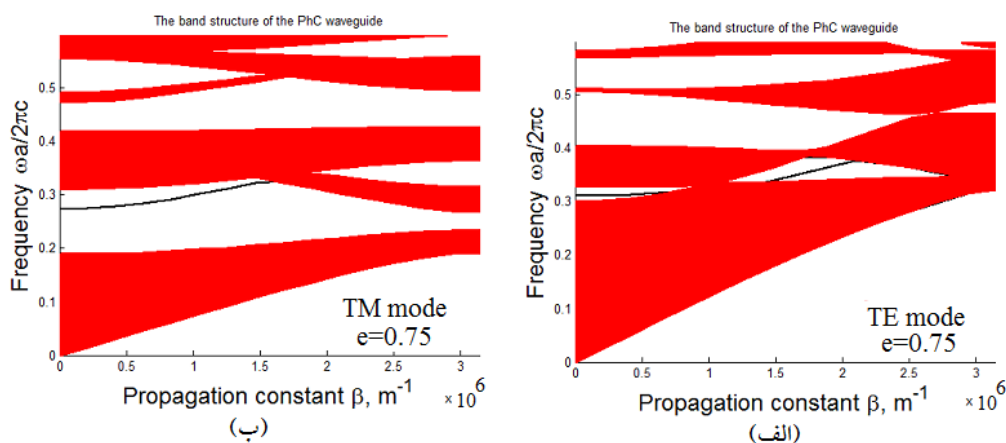 The band structure of the PhC waveguide
Frequency ωa/2πc
0.5
0.4
0.3
0.2
0.1
0
0
0.5
1
1.5
2
2.5
3
TM mode
e=0.75
Propagation constant β, m⁻¹
× 10⁶
(ب)
The band structure of the PhC waveguide
Frequency ωa/2πc
0.5
0.4
0.3
0.2
0.1
0
0
0.5
1
1.5
2
2.5
3
TE mode
e=0.75
Propagation constant β, m⁻¹
× 10⁶
(الف)